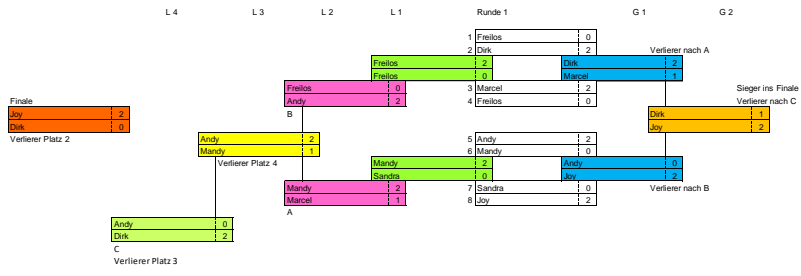 L 4 L 3 L 2 L 1 Runde 1 G 1 G 2
1 Freilos 0
2 Dirk 2 Verlierer nach A
Freilos 2 Dirk 2
Freilos 0 Marcel 1
Freilos 0 3 Marcel 2 Sieger ins Finale
Finale Andy 2 4 Freilos 0 Verlierer nach C
Joy 2 B Dirk 1
Dirk 0 Joy 2
Verlierer Platz 2 Andy 2 5 Andy 2
Mandy 1 6 Mandy 0
Verlierer Platz 4 Mandy 2 Andy 0
Sandra 0 Joy 2
Mandy 2 7 Sandra 0 Verlierer nach B
Marcel 1 8 Joy 2
A
Andy 0
Dirk 2
C
Verlierer Platz 3